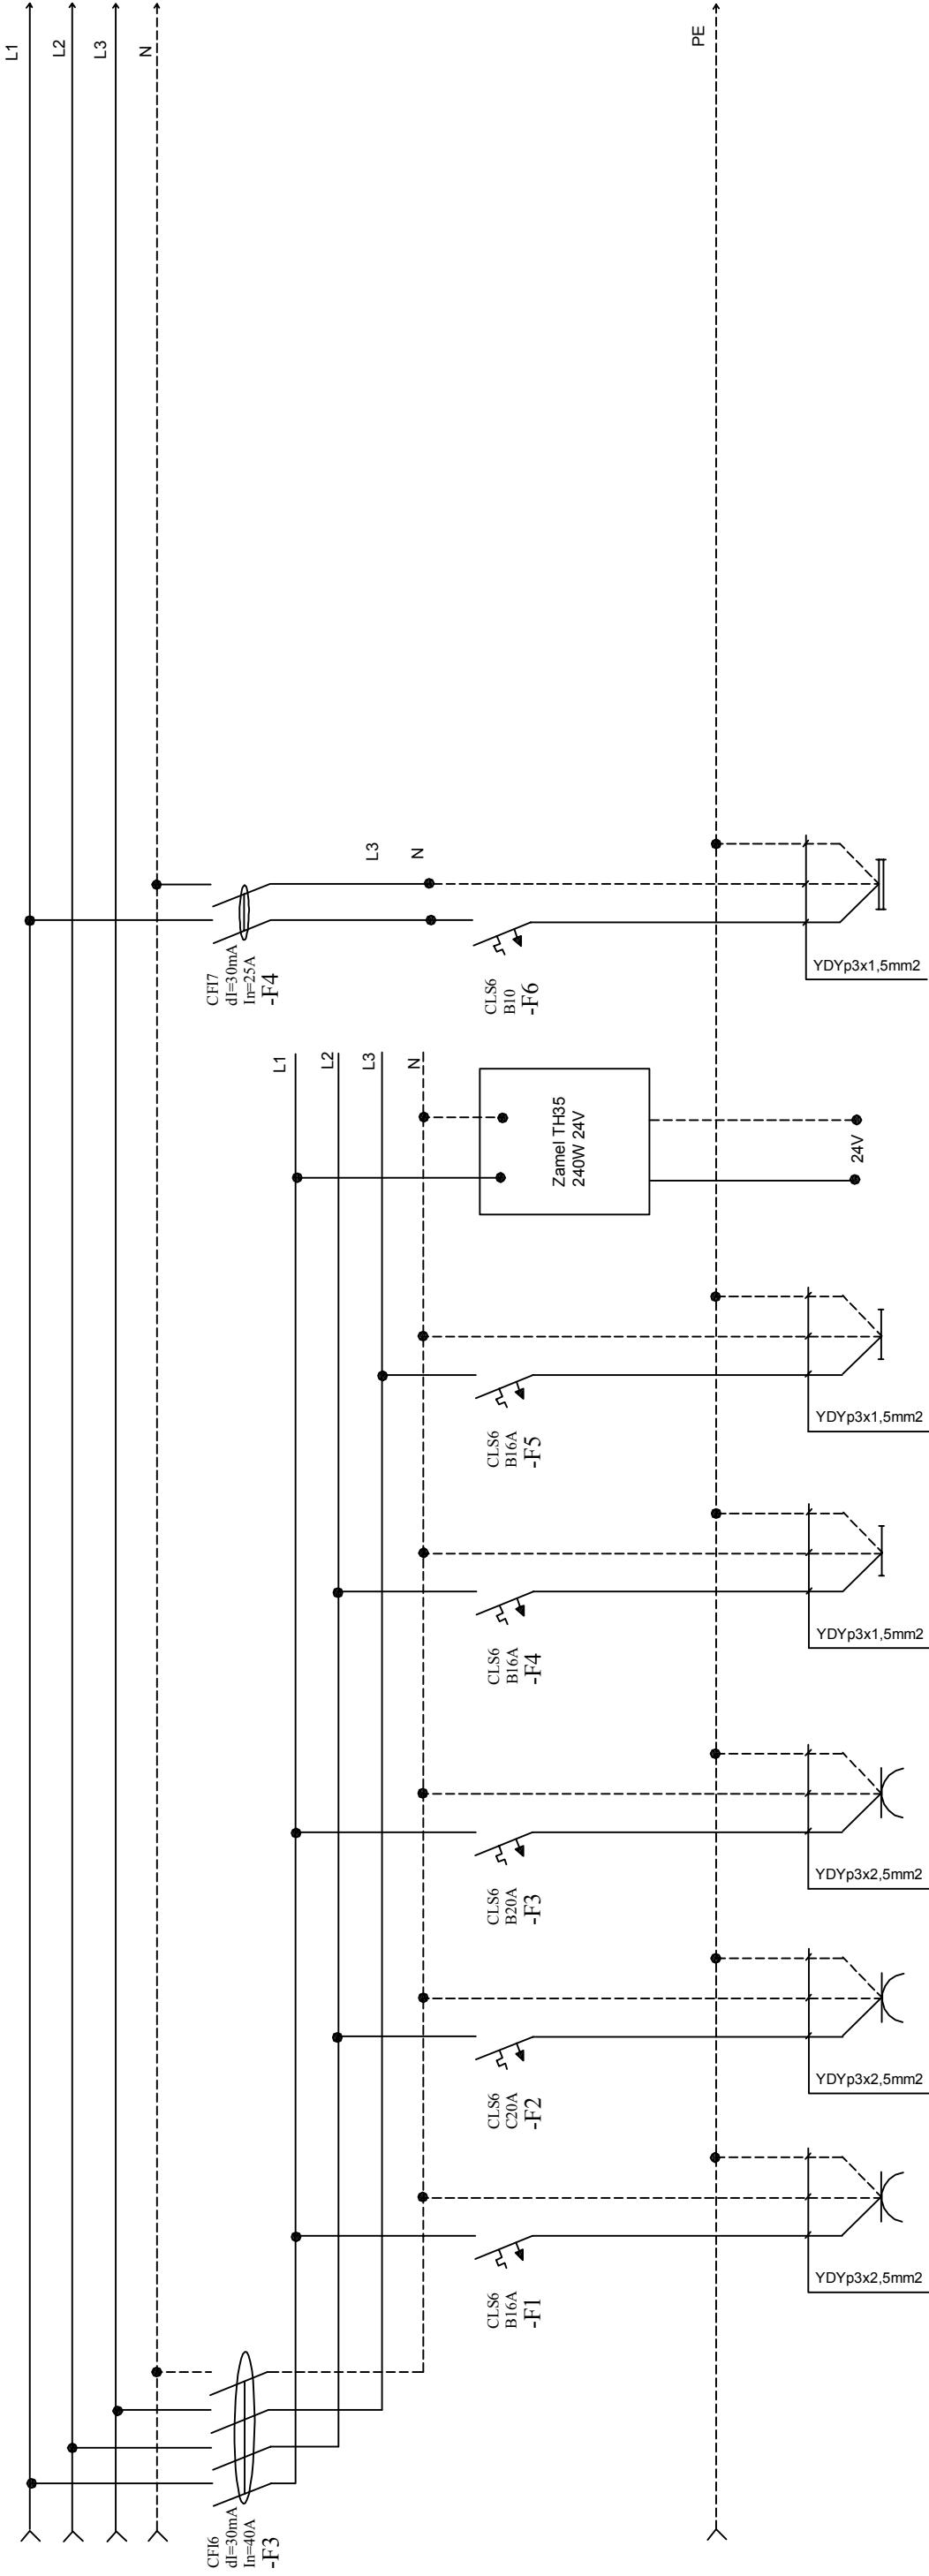 L1
L2
L3
N
PE
CFI6
dI=30mA
In=40A
-F3
CLS6
B16A
-F1
YDYp3x2,5mm2
CLS6
C20A
-F2
YDYp3x2,5mm2
CLS6
B20A
-F3
YDYp3x2,5mm2
CLS6
B16A
-F4
YDYp3x1,5mm2
CLS6
B16A
-F5
YDYp3x1,5mm2
L1
L2
L3
N
Zamel TH35
240W 24V
24V
CFI7
dI=30mA
In=25A
-F4
L3
N
CLS6
B10
-F6
YDYp3x1,5mm2